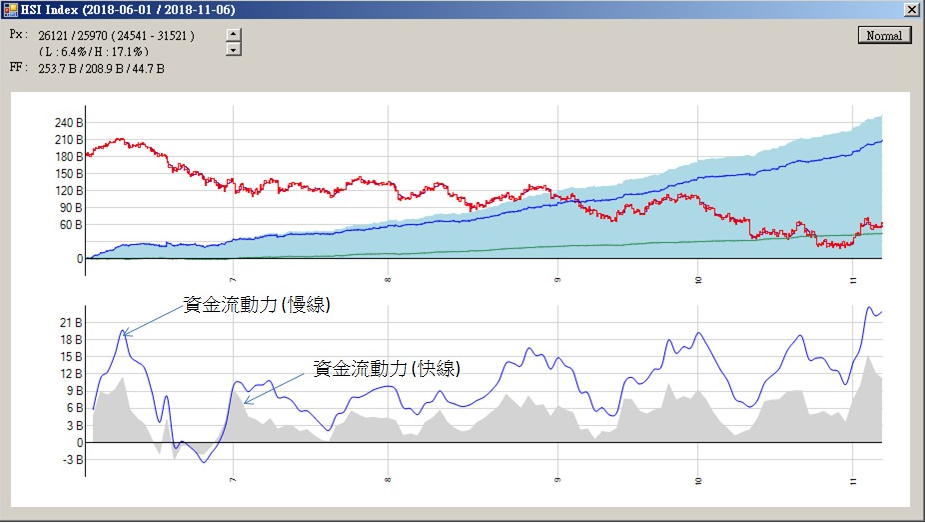 HSI Index (2018-06-01 / 2018-11-06)
Px : 26121 / 25970 ( 24541 - 31521 )
( L : 6.4% / H : 17.1% )
Normal
FF : 253.7 B / 208.9 B / 44.7 B
240 B
210 B
180 B
150 B
120 B
90 B
60 B
0
7 8 9 10 11
資金流動力 (慢線)
資金流動力 (快線)
21 B
18 B
15 B
12 B
9 B
6 B
3 B
0
-3 B
7 8 9 10 11